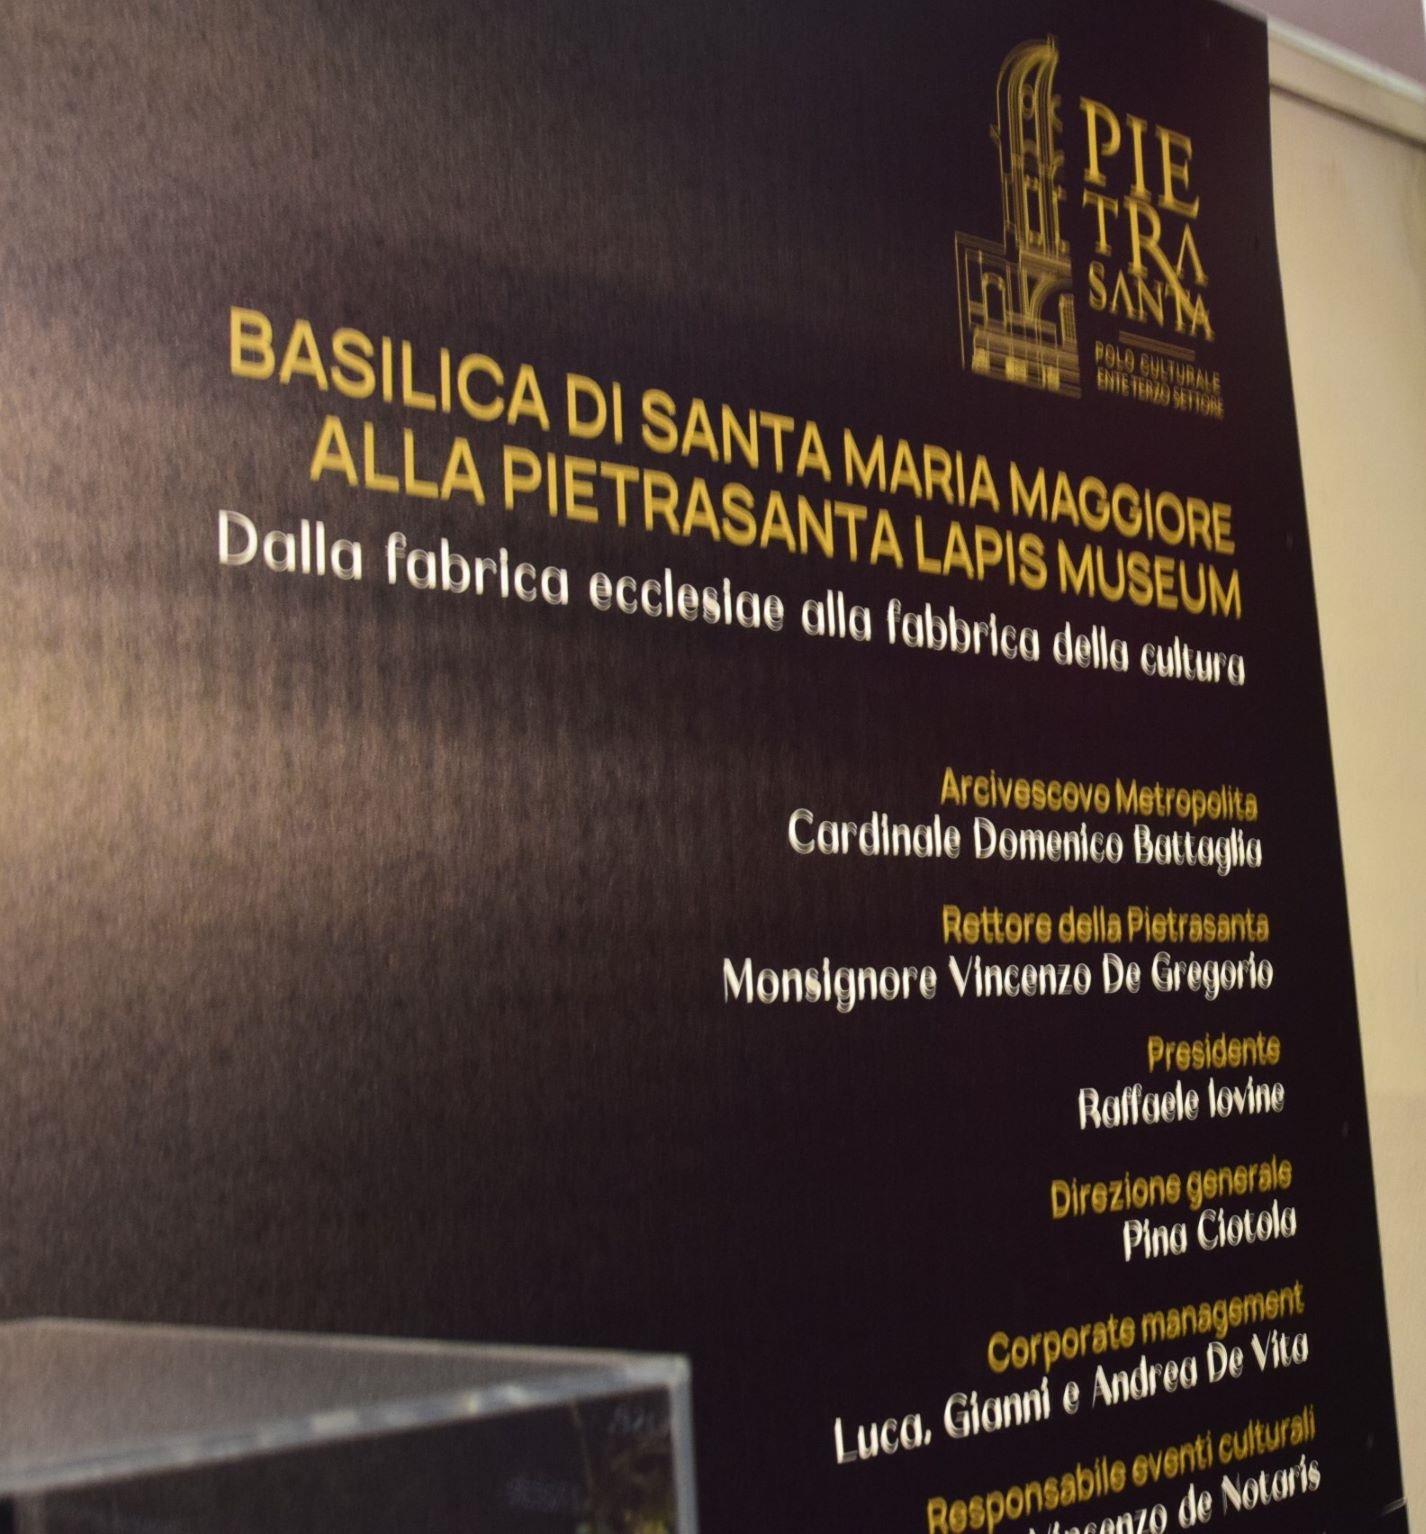 PIE
TRA
SANTA
POLO CULTURALE
ENTE TERZO SETTORE
BASILICA DI SANTA MARIA MAGGIORE
ALLA PIETRASANTA LAPIS MUSEUM
Dalla fabrica ecclesiae alla fabbrica della cultura
Arcivescovo Metropolita
Cardinale Domenico Battaglia
Rettore della Pietrasanta
Monsignore Vincenzo De Gregorio
Presidente
Raffaele Iovine
Direzione generale
Pina Ciotola
Corporate management
Luca, Gianni e Andrea De Vita
Responsabile eventi culturali
Vincenzo de Notaris